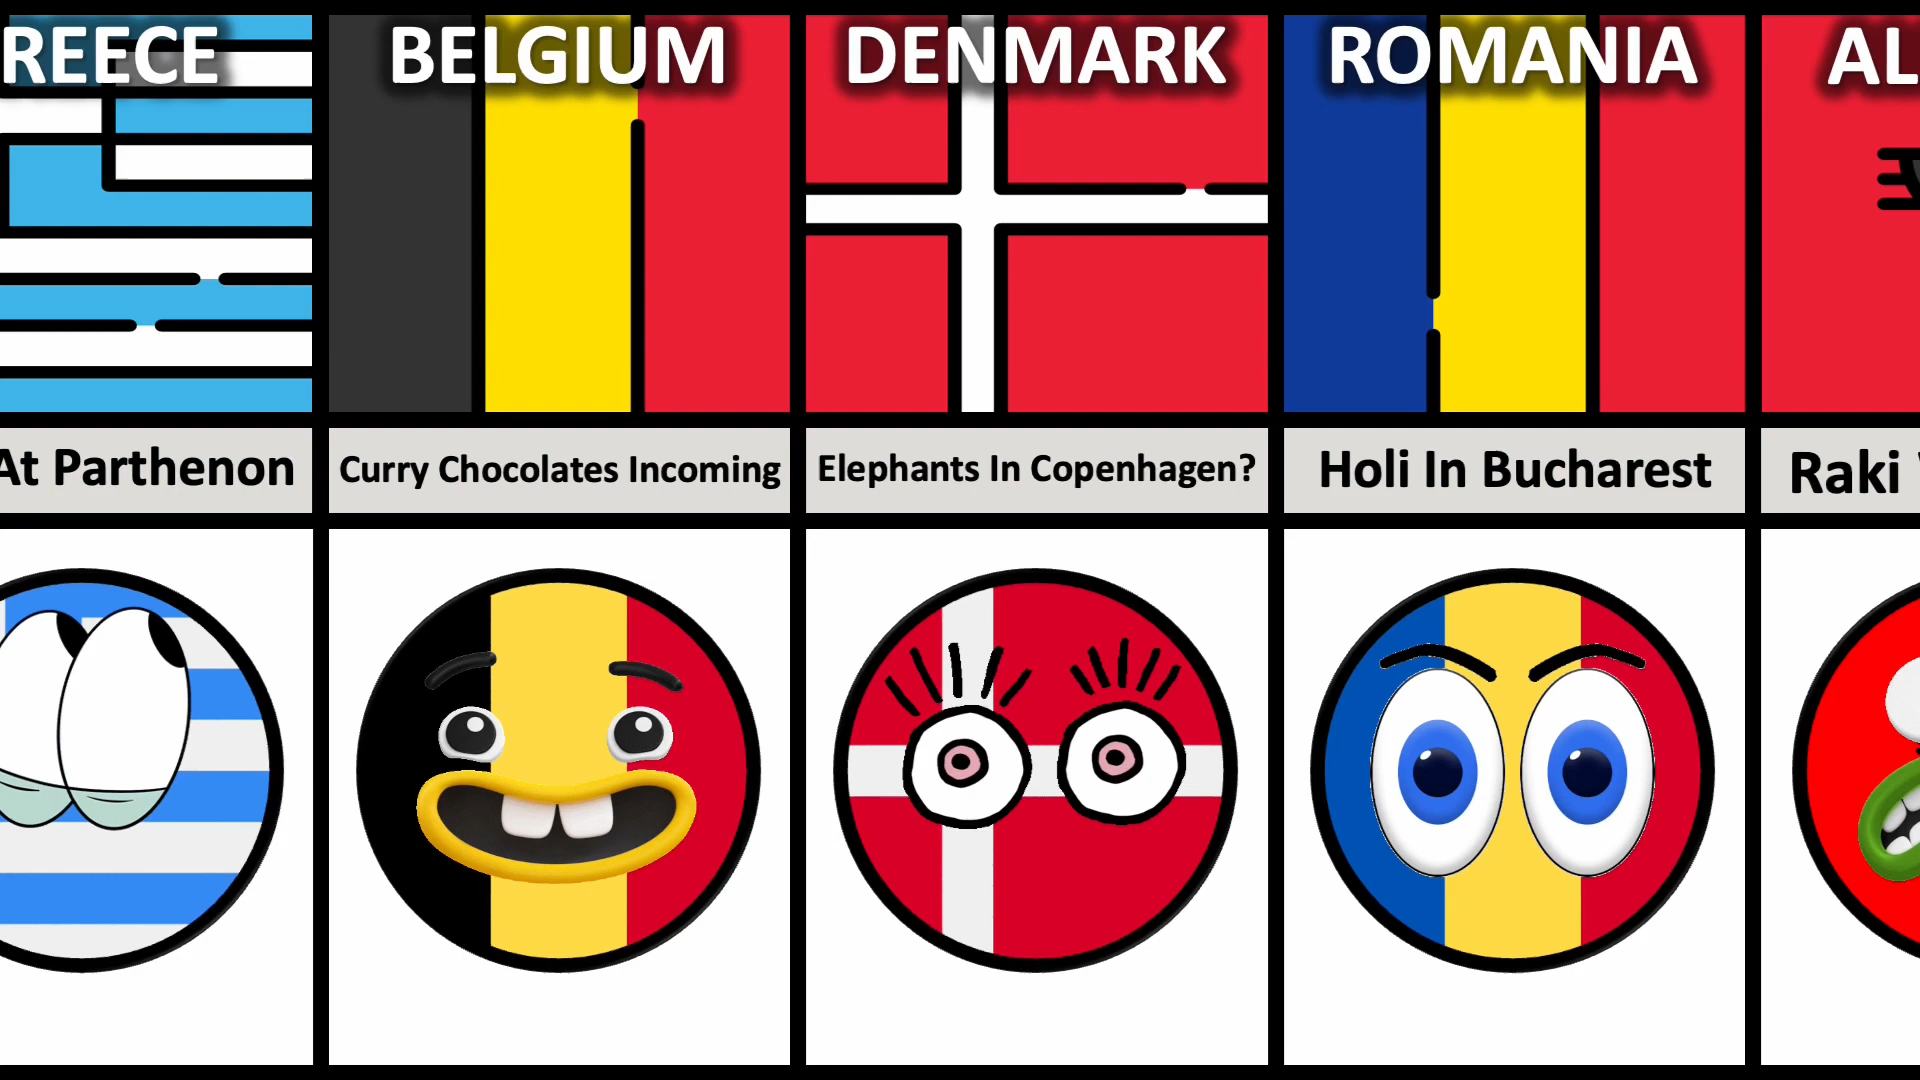 REECE
BELGIUM
DENMARK
ROMANIA
AL
At Parthenon
Curry Chocolates Incoming
Elephants In Copenhagen?
Holi In Bucharest
Raki